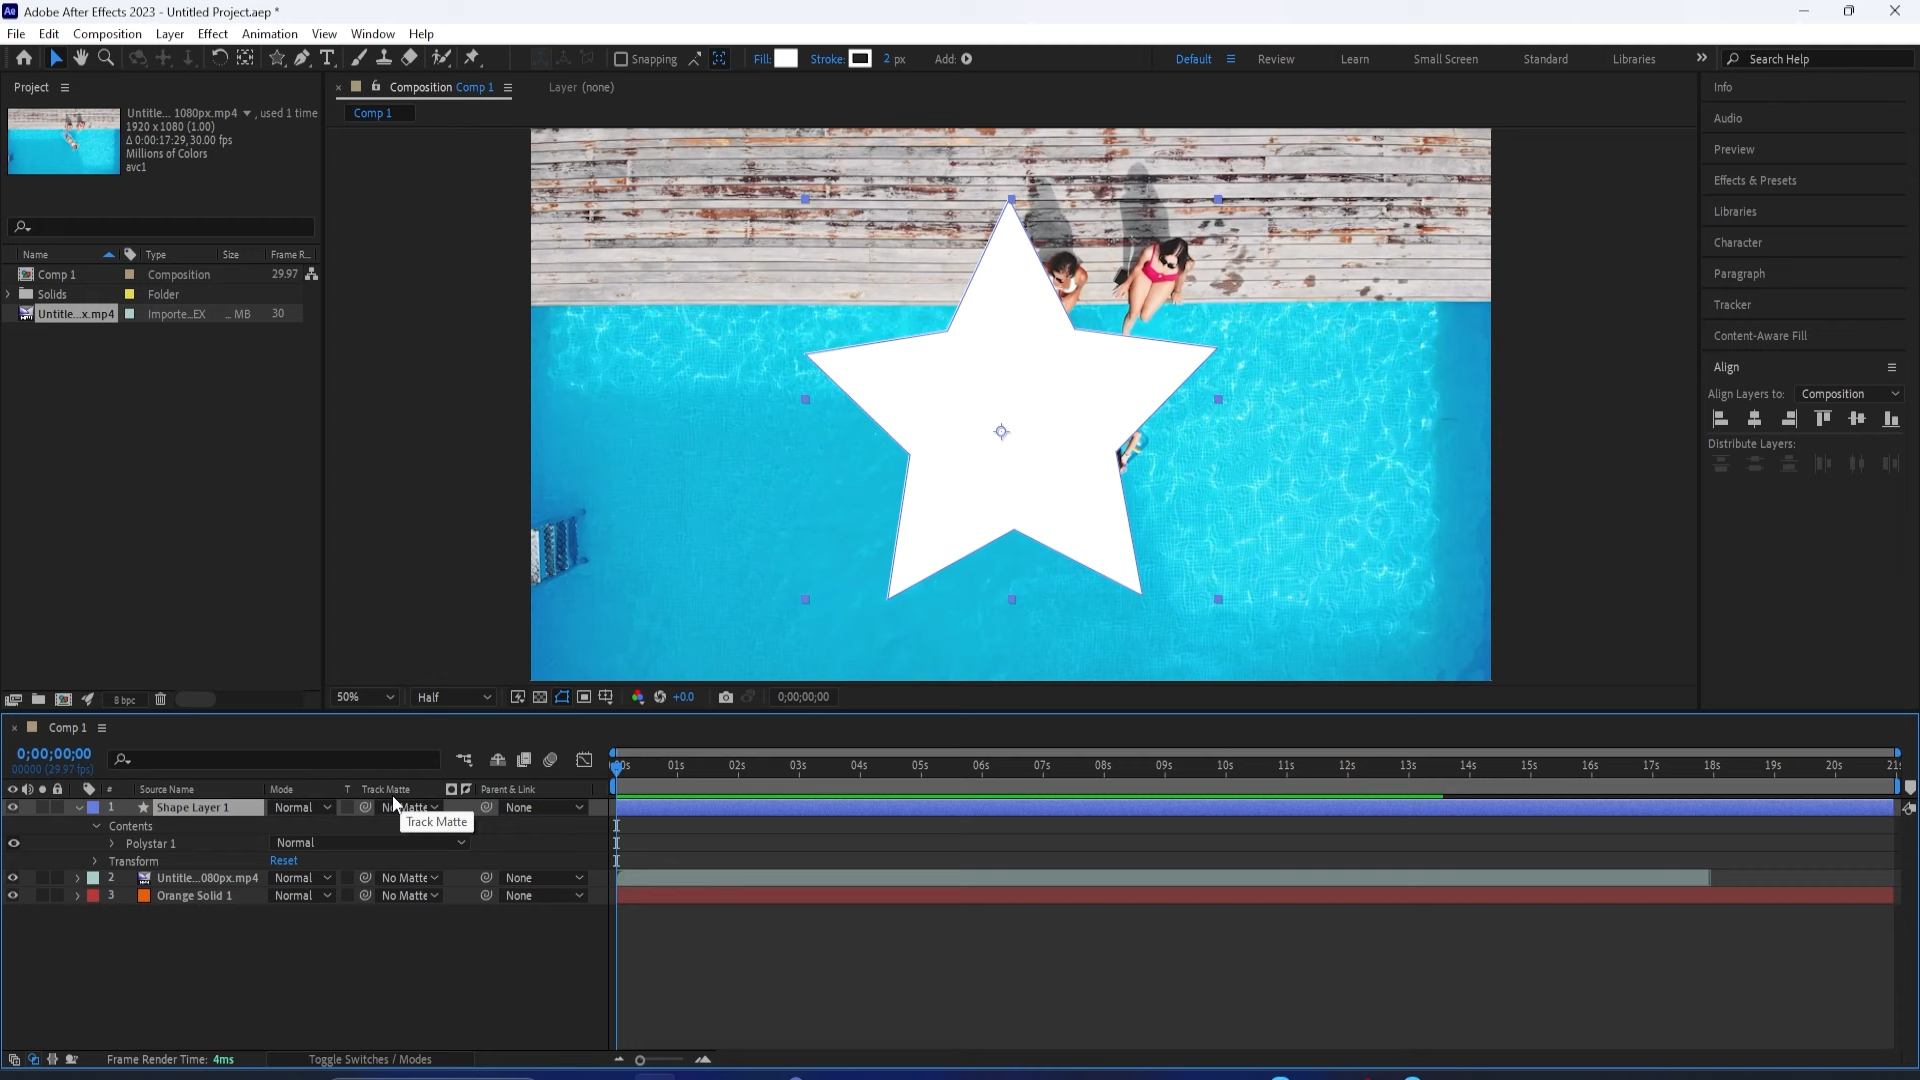 Ae Adobe After Effects 2023 - Untitled Project.aep *
File Edit Composition Layer Effect Animation View Window Help
Snapping Fill: Stroke: 2 px Add: Default Review Learn Small Screen Standard Libraries Search Help
Project
Untitle... 1080px.mp4 , used 1 time
1920 x 1080 (1.00)
Δ 0:00:17:29, 30.00 fps
Millions of Colors
avc1
Name Type Size Frame R...
Comp 1 Composition 29.97
Solids Folder
Untitle...x.mp4 Importe...EX ... MB 30
8 bpc
Composition Comp 1 Layer (none)
Comp 1
50% Half +0.0 0;00;00;00
Info
Audio
Preview
Effects & Presets
Libraries
Character
Paragraph
Tracker
Content-Aware Fill
Align
Align Layers to: Composition
Distribute Layers:
Comp 1
0;00;00;00
00000 (29.97 fps)
:00s 01s 02s 03s 04s 05s 06s 07s 08s 09s 10s 11s 12s 13s 14s 15s 16s 17s 18s 19s 20s 21s
# Source Name Mode T Track Matte Parent & Link
1 Shape Layer 1 Normal No Matte None
Track Matte
Contents
Polystar 1 Normal
Transform Reset
2 Untitle...080px.mp4 Normal No Matte None
3 Orange Solid 1 Normal No Matte None
Frame Render Time: 4ms Toggle Switches / Modes